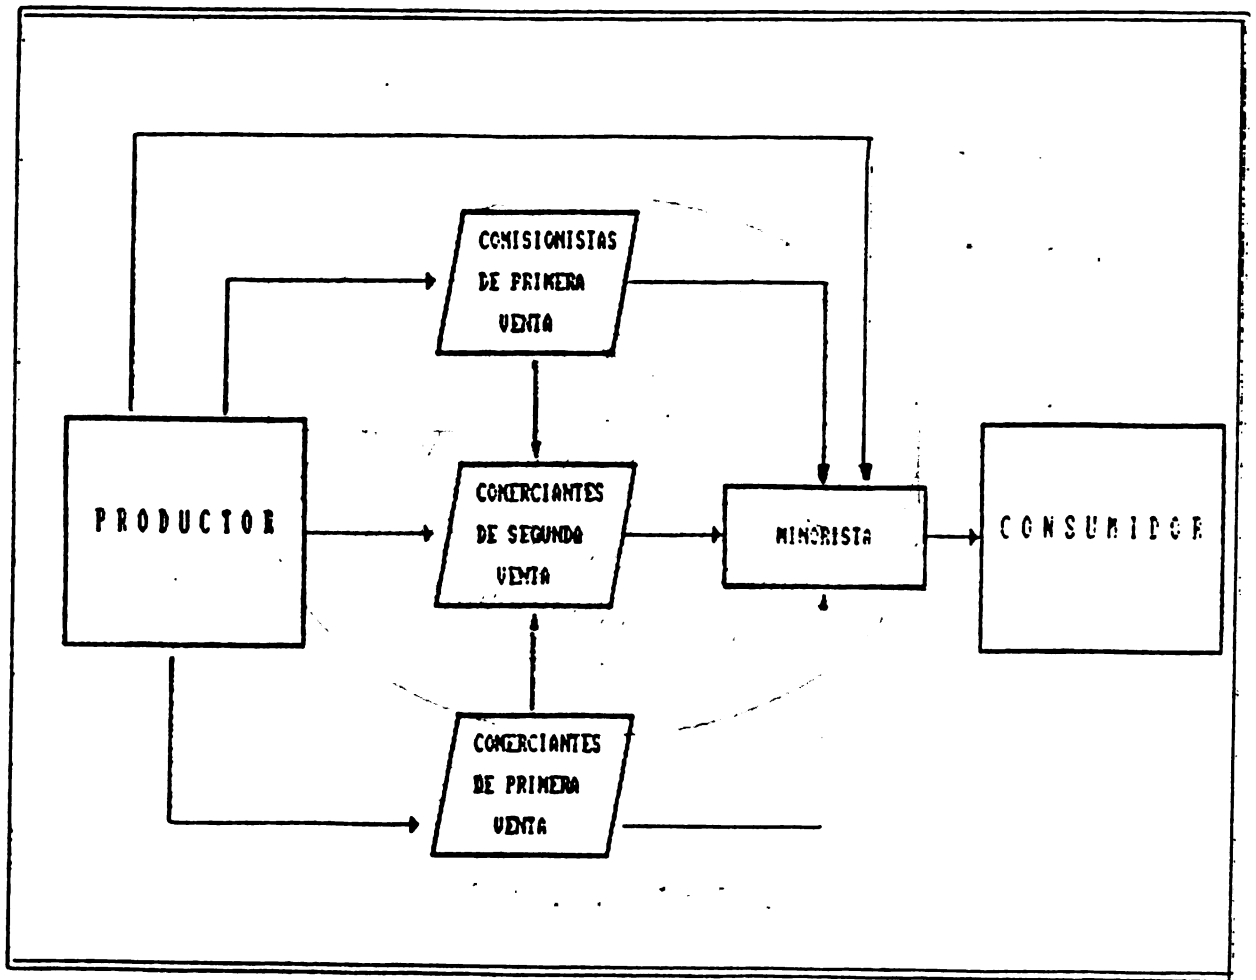 COMISIONISTAS
DE PRIMERA
VENTA
PRODUCTOR
COMERCIANTES
DE SEGUNDA
VENTA
MINORISTA
CONSUMIDOR
COMERCIANTES
DE PRIMERA
VENTA